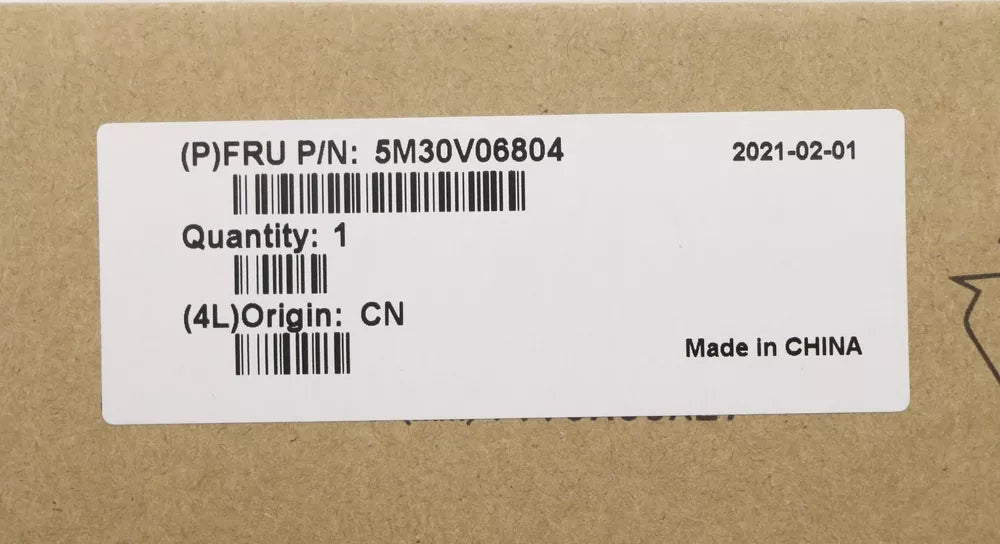 (P)FRU P/N: 5M30V06804
2021-02-01
Quantity: 1
(4L)Origin: CN
Made in CHINA